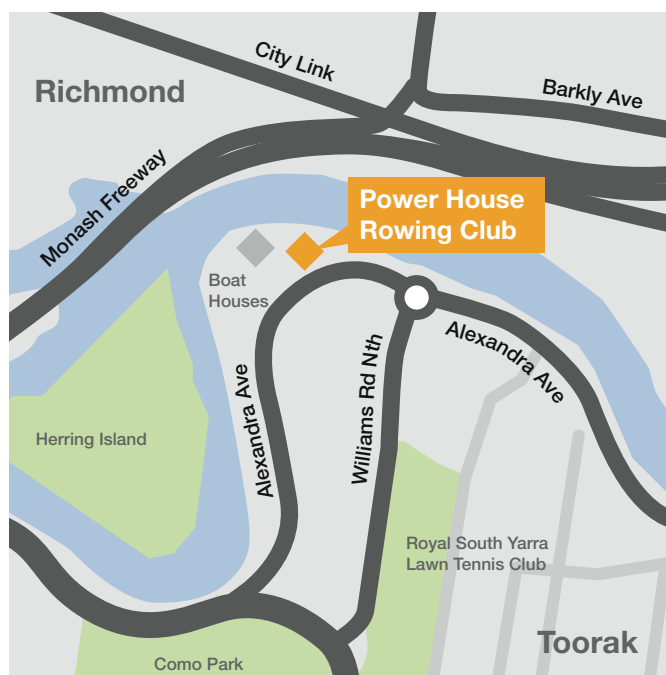 City Link
Richmond
Barkly Ave
Monash Freeway
Power House
Rowing Club
Boat
Houses
Alexandra Ave
Williams Rd Nth
Alexandra Ave
Herring Island
Royal South Yarra
Lawn Tennis Club
Toorak
Como Park